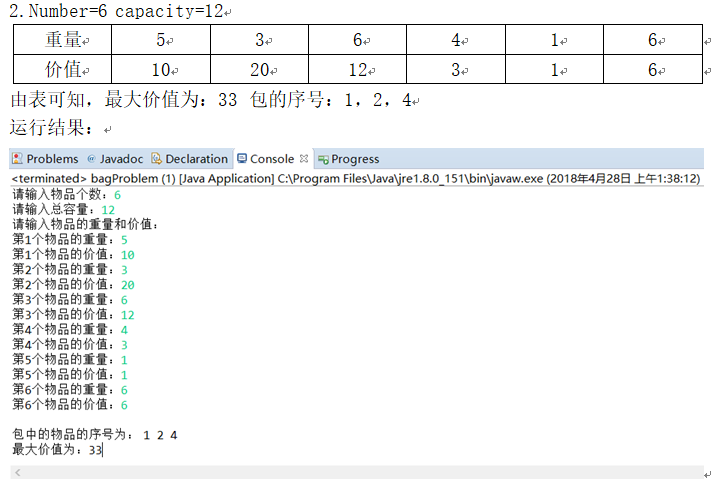 2.Number=6 capacity=12
重量 5 3 6 4 1 6
价值 10 20 12 3 1 6
由表可知，最大价值为：33 包的序号：1，2，4
运行结果：
Problems Javadoc Declaration Console Progress
<terminated> bagProblem (1) [Java Application] C:\Program Files\Java\jre1.8.0_151\bin\javaw.exe (2018年4月28日 上午1:38:12)
请输入物品个数：6
请输入总容量：12
请输入物品的重量和价值：
第1个物品的重量：5
第1个物品的价值：10
第2个物品的重量：3
第2个物品的价值：20
第3个物品的重量：6
第3个物品的价值：12
第4个物品的重量：4
第4个物品的价值：3
第5个物品的重量：1
第5个物品的价值：1
第6个物品的重量：6
第6个物品的价值：6
包中的物品的序号为： 1 2 4
最大价值为：33